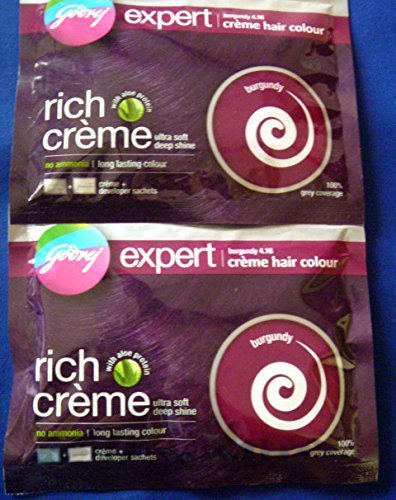 Godrej
expert
burgundy 4.16
crème hair colour
rich
crème
with aloe protein
ultra soft
deep shine
no ammonia | long lasting colour
crème +
developer sachets
burgundy
100%
grey coverage
Godrej
expert
burgundy 4.16
crème hair colour
rich
crème
with aloe protein
ultra soft
deep shine
no ammonia | long lasting colour
crème +
developer sachets
burgundy
100%
grey coverage